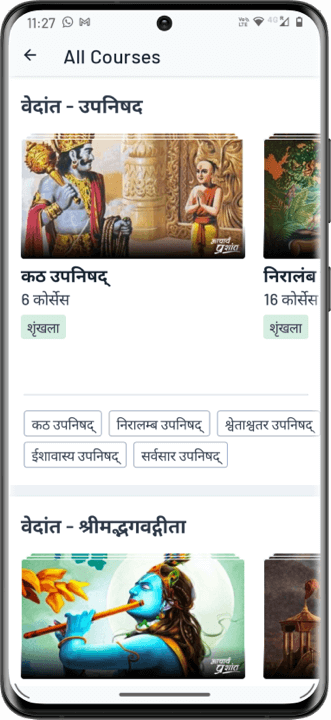 11:27
4G
All Courses
वेदांत - उपनिषद
आचार्य
प्रशांत
कठ उपनिषद्
6 कोर्सेस
शृंखला
निरालंब
16 कोर्सेस
शृंखला
कठ उपनिषद् निरालम्ब उपनिषद् श्वेताश्वतर उपनिषद्
ईशावास्य उपनिषद् सर्वसार उपनिषद्
वेदांत - श्रीमद्भगवद्गीता
आचार्य
प्रशांत